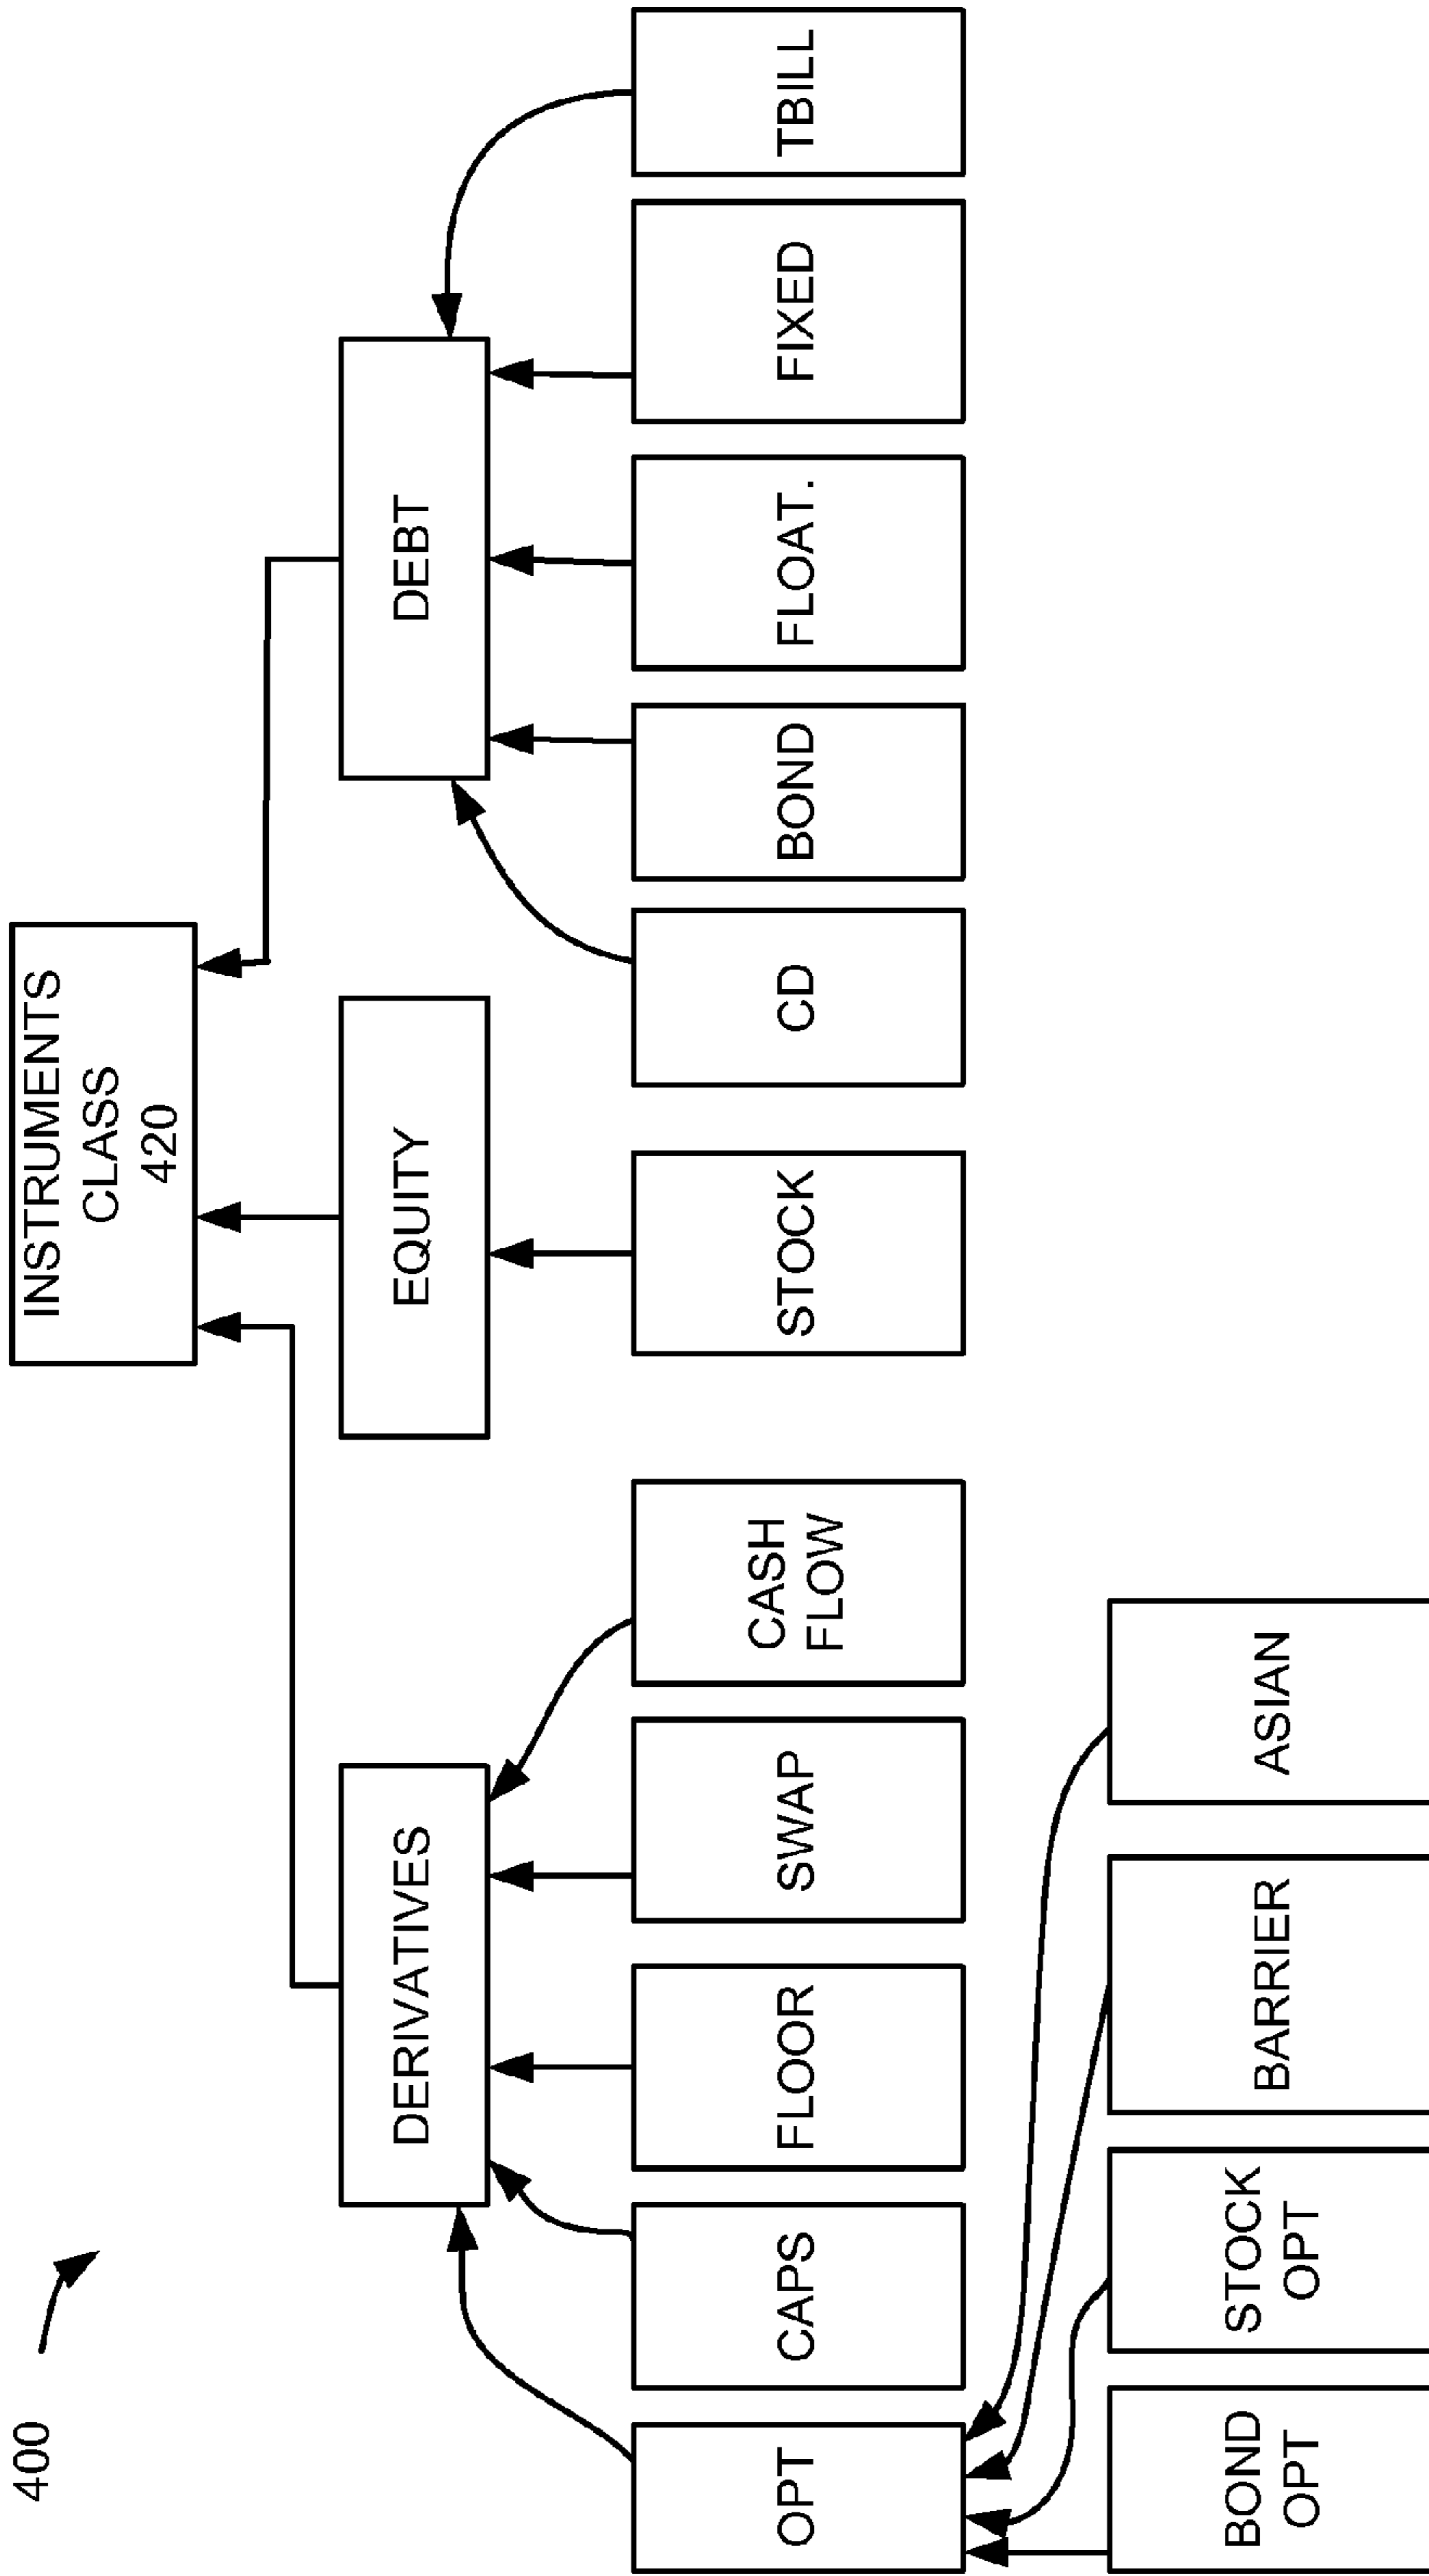 400
INSTRUMENTS
CLASS
420
DERIVATIVES
EQUITY
DEBT
OPT
CAPS
FLOOR
SWAP
CASH
FLOW
STOCK
CD
BOND
FLOAT.
FIXED
TBILL
BOND
OPT
STOCK
OPT
BARRIER
ASIAN